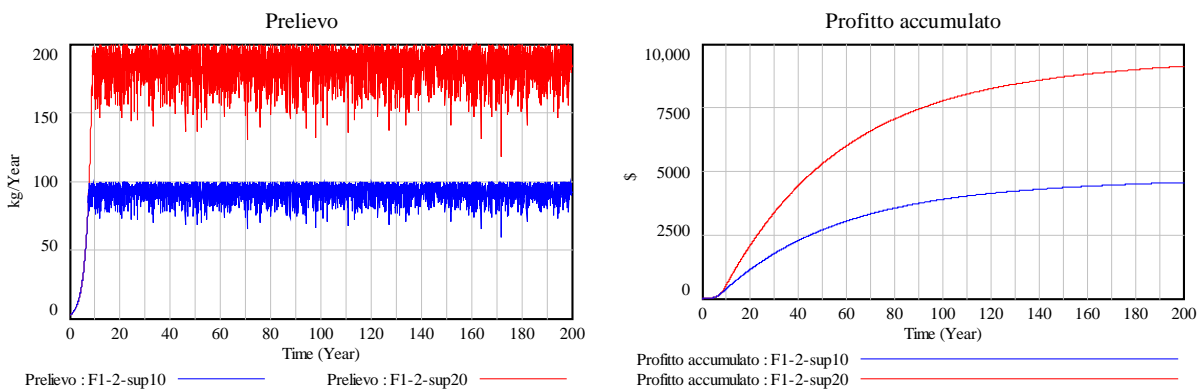 Prelievo
200
150
100
50
0
kg/Year
0 20 40 60 80 100 120 140 160 180 200
Time (Year)
Prelievo : F1-2-sup10
Prelievo : F1-2-sup20
Profitto accumulato
10,000
7500
5000
2500
0
$
0 20 40 60 80 100 120 140 160 180 200
Time (Year)
Profitto accumulato : F1-2-sup10
Profitto accumulato : F1-2-sup20